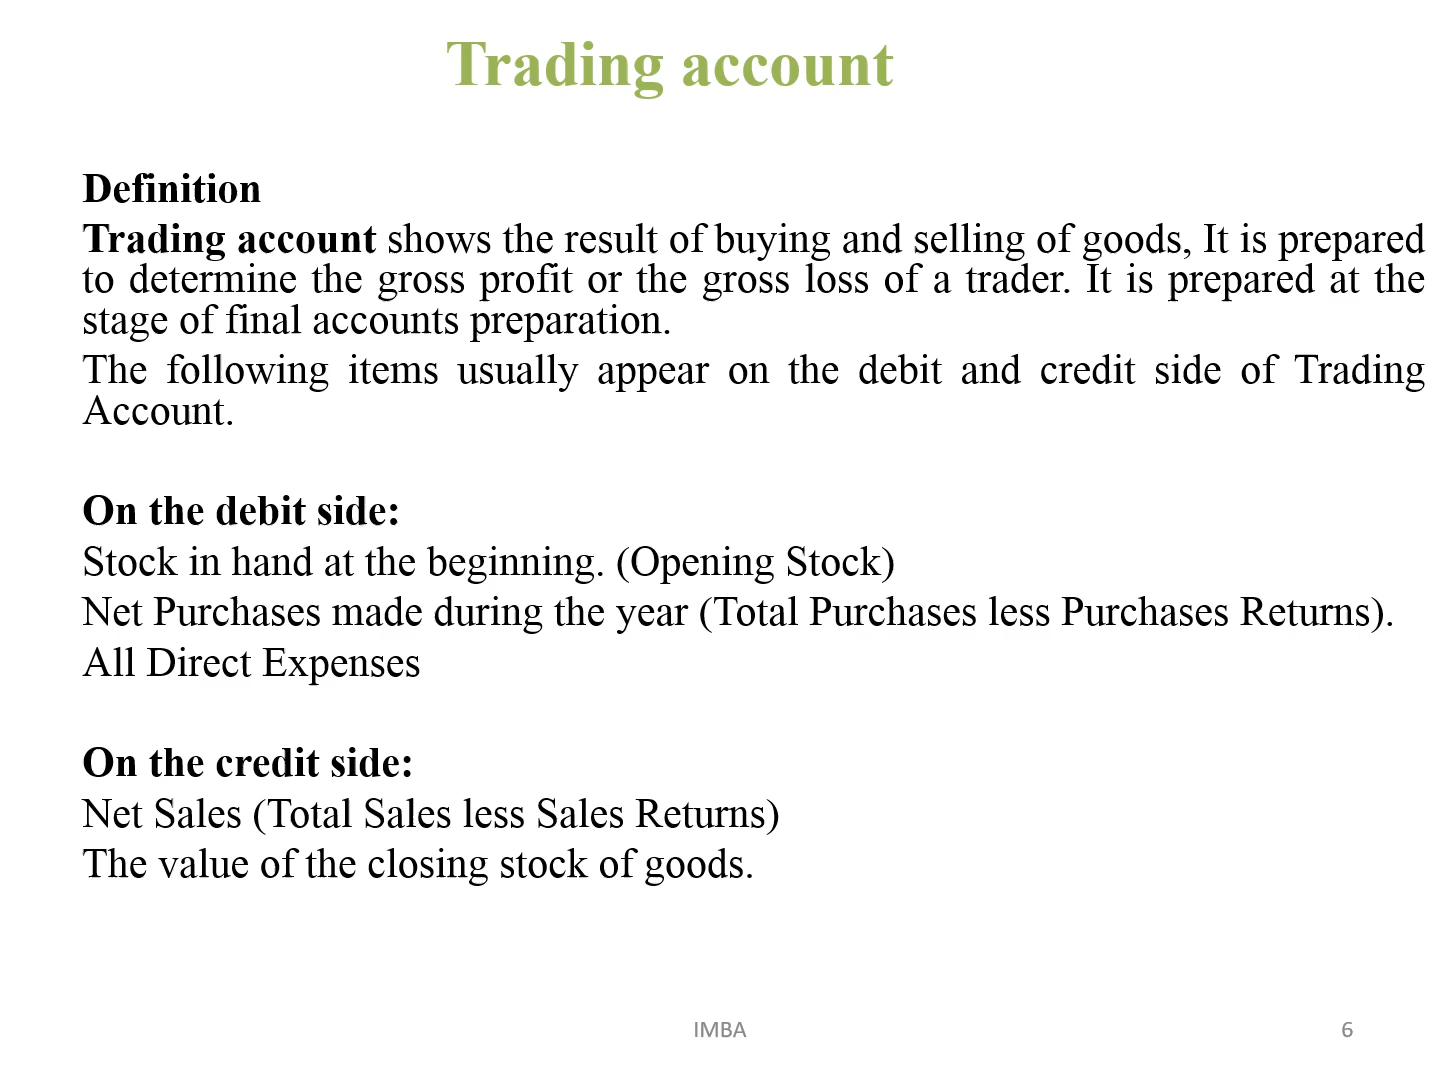 Trading account
Definition
Trading account shows the result of buying and selling of goods, It is prepared
to determine the gross profit or the gross loss of a trader. It is prepared at the
stage of final accounts preparation.
The following items usually appear on the debit and credit side of Trading
Account.
On the debit side:
Stock in hand at the beginning. (Opening Stock)
Net Purchases made during the year (Total Purchases less Purchases Returns).
All Direct Expenses
On the credit side:
Net Sales (Total Sales less Sales Returns)
The value of the closing stock of goods.
IMBA
6